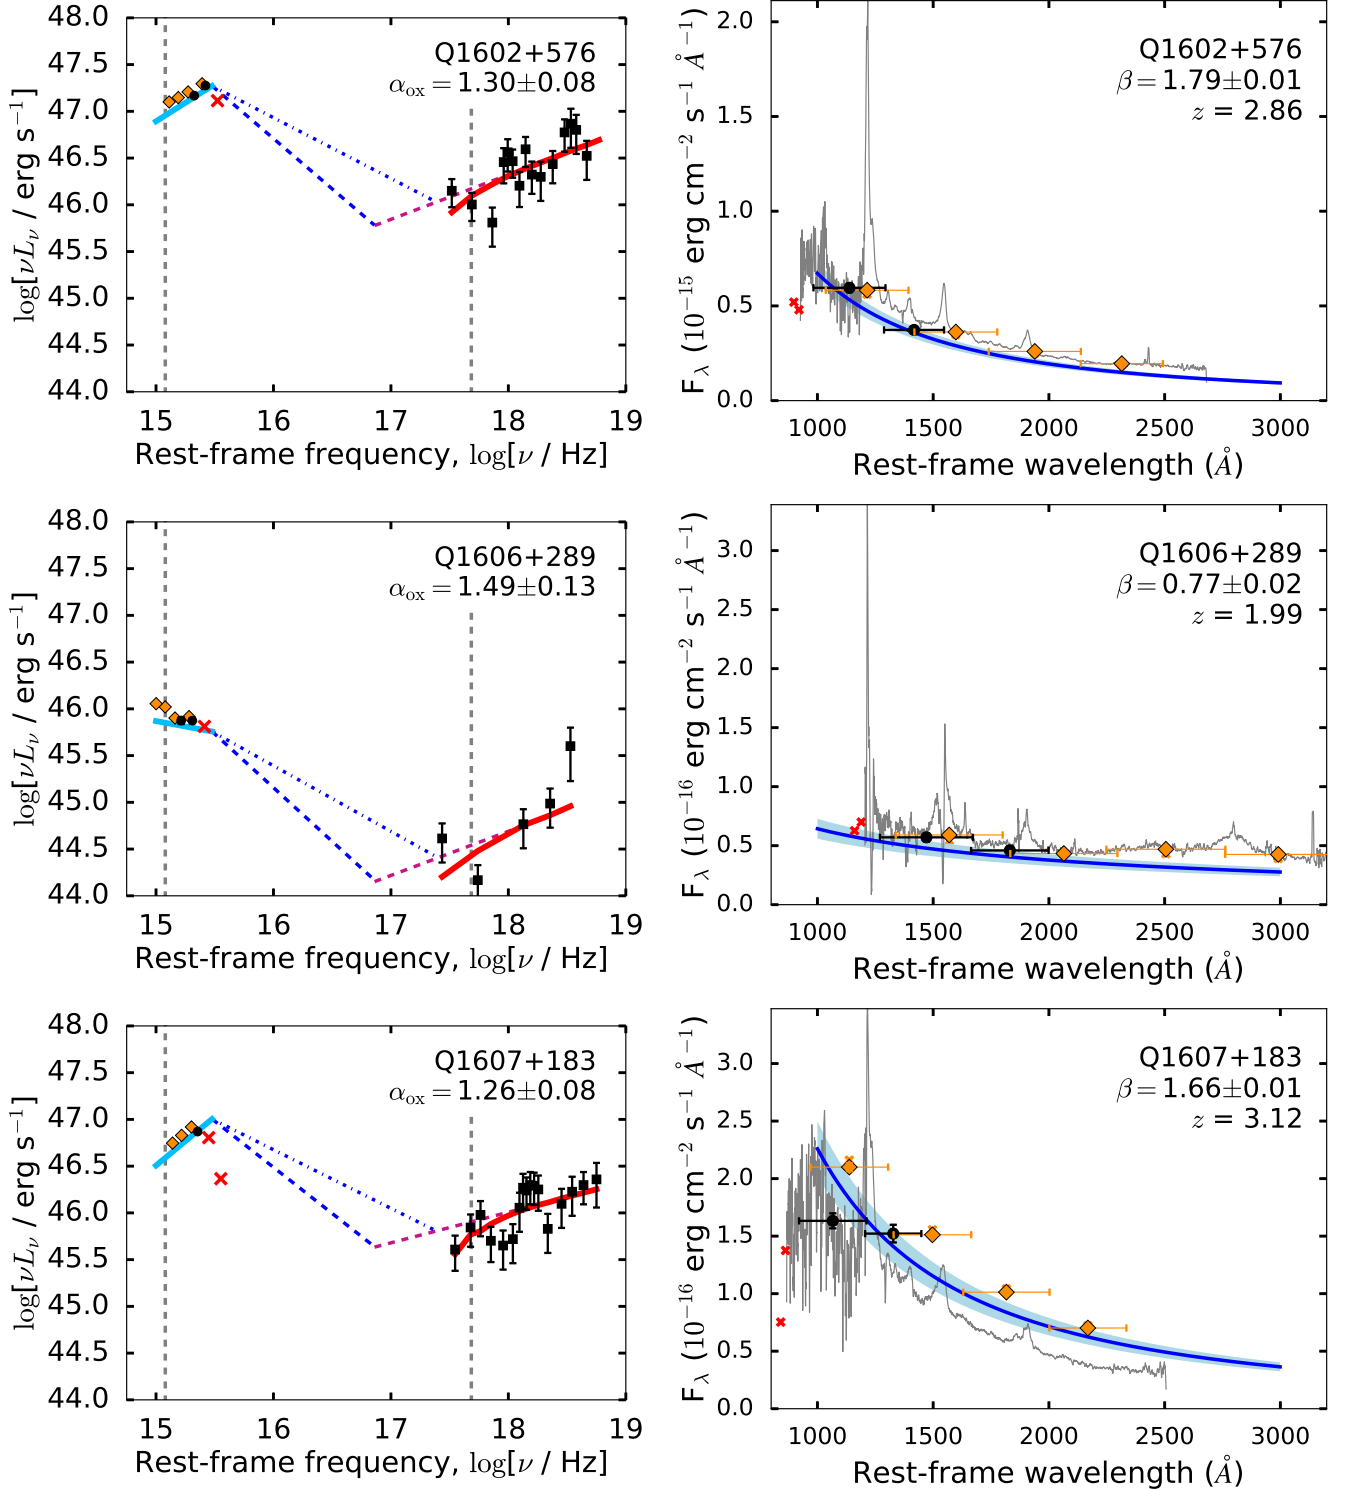 48.0
47.5
47.0
46.5
46.0
45.5
45.0
44.5
44.0
log[νLν / erg s−1]
Q1602+576
αox = 1.30±0.08
15 16 17 18 19
Rest-frame frequency, log[ν / Hz]
2.0
1.5
1.0
0.5
0.0
Fλ (10−15 erg cm−2 s−1 Å−1)
Q1602+576
β = 1.79±0.01
z = 2.86
1000 1500 2000 2500 3000
Rest-frame wavelength (Å)
48.0
47.5
47.0
46.5
46.0
45.5
45.0
44.5
44.0
log[νLν / erg s−1]
Q1606+289
αox = 1.49±0.13
15 16 17 18 19
Rest-frame frequency, log[ν / Hz]
3.0
2.5
2.0
1.5
1.0
0.5
0.0
Fλ (10−16 erg cm−2 s−1 Å−1)
Q1606+289
β = 0.77±0.02
z = 1.99
1000 1500 2000 2500 3000
Rest-frame wavelength (Å)
48.0
47.5
47.0
46.5
46.0
45.5
45.0
44.5
44.0
log[νLν / erg s−1]
Q1607+183
αox = 1.26±0.08
15 16 17 18 19
Rest-frame frequency, log[ν / Hz]
3.0
2.5
2.0
1.5
1.0
0.5
0.0
Fλ (10−16 erg cm−2 s−1 Å−1)
Q1607+183
β = 1.66±0.01
z = 3.12
1000 1500 2000 2500 3000
Rest-frame wavelength (Å)